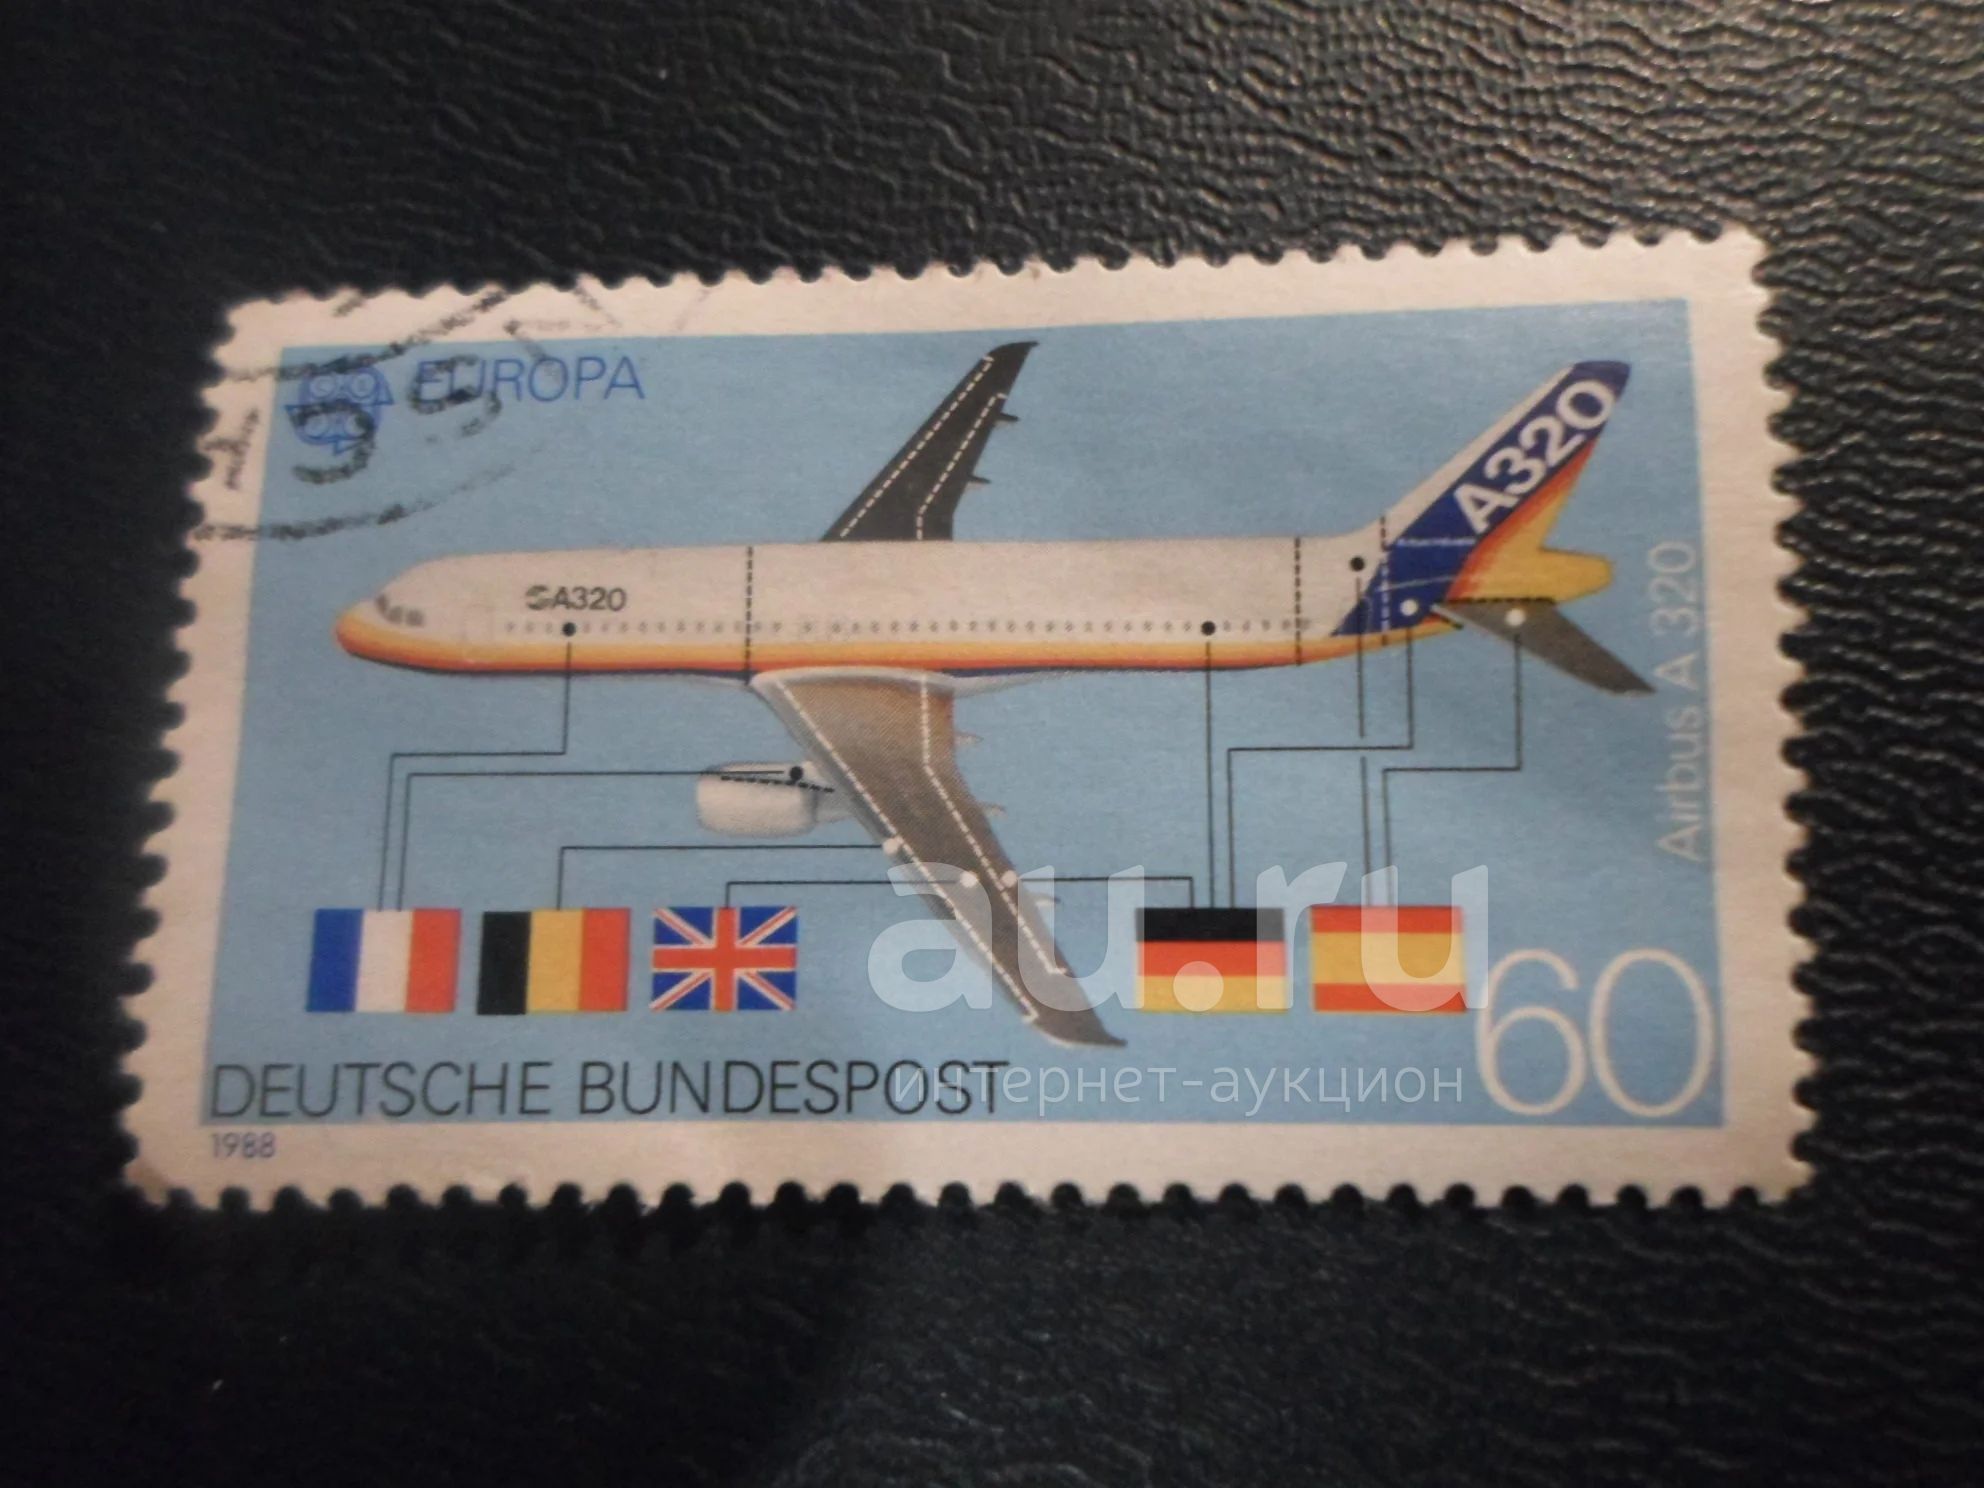 EUROPA
A320
A320
Airbus A 320
au.ru
60
DEUTSCHE BUNDESPOST
интернет-аукцион
1988